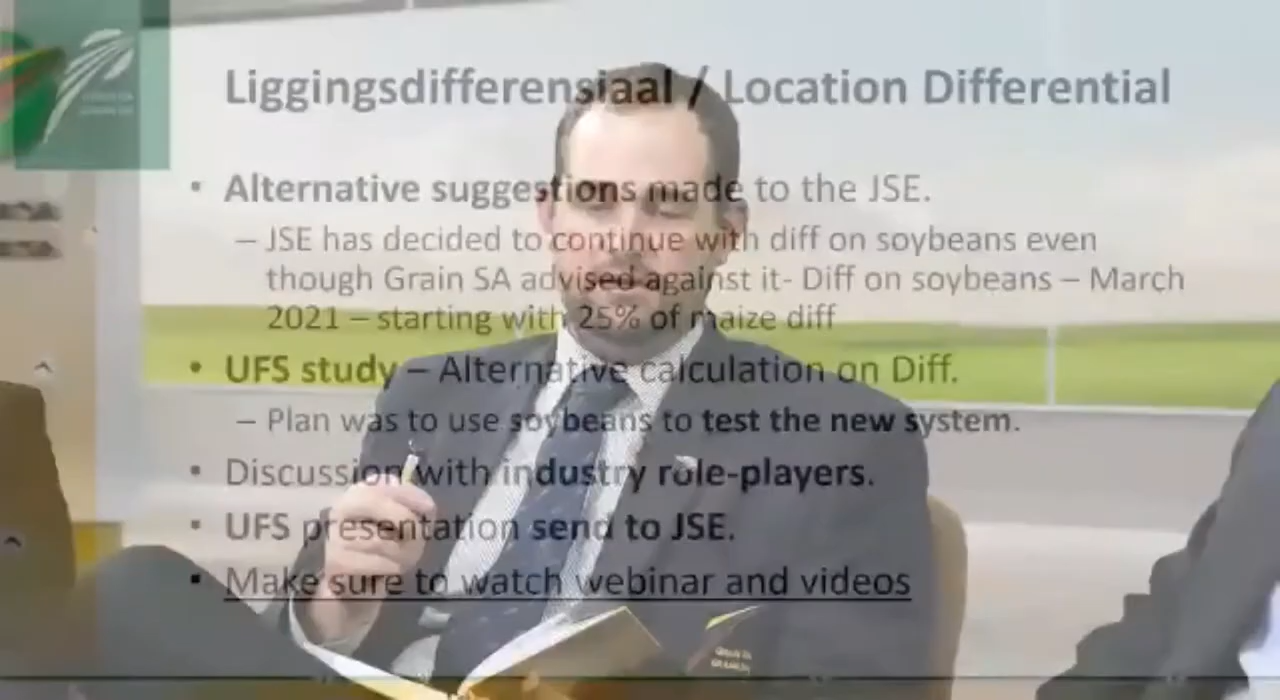 Liggingsdifferensiaal / Location Differential
• Alternative suggestions made to the JSE.
– JSE has decided to continue with diff on soybeans even
though Grain SA advised against it- Diff on soybeans – March
2021 – starting with 25% of maize diff
• UFS study – Alternative calculation on Diff.
– Plan was to use soybeans to test the new system.
• Discussion with industry role-players.
• UFS presentation send to JSE.
• Make sure to watch webinar and videos